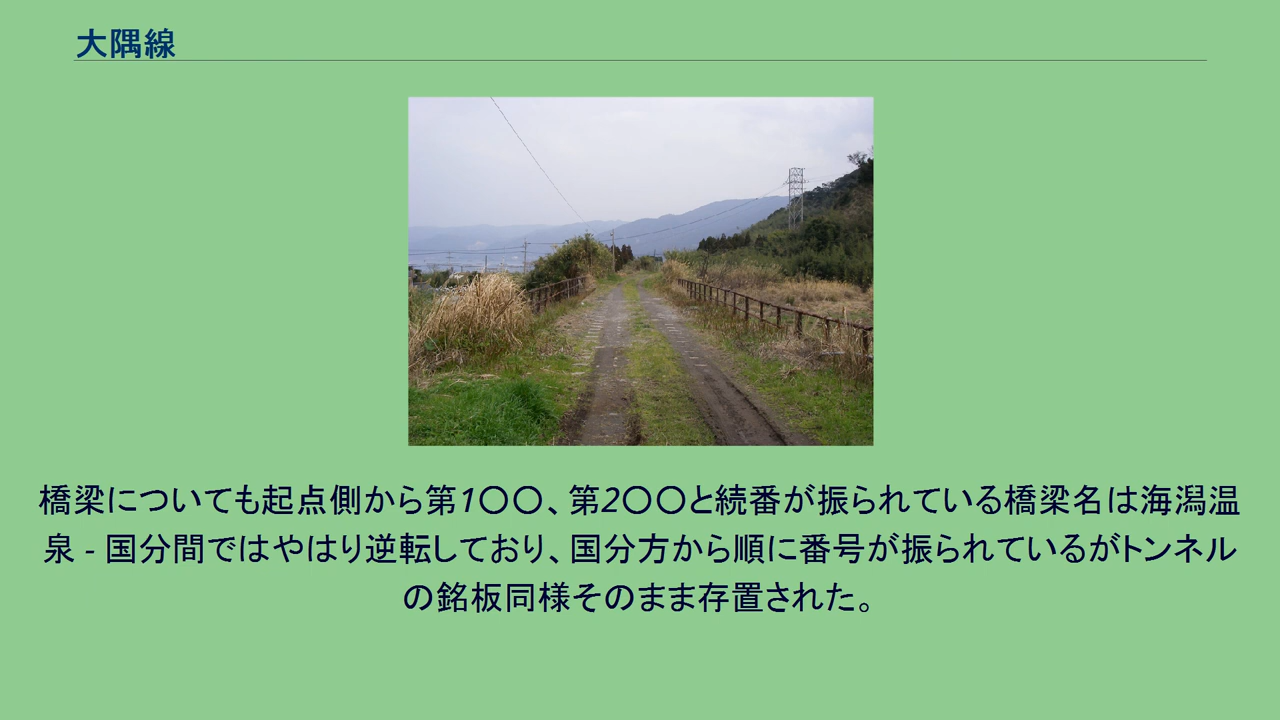 大隅線
橋梁についても起点側から第1〇〇、第2〇〇と続番が振られている橋梁名は海潟温
泉 - 国分間ではやはり逆転しており、国分方から順に番号が振られているがトンネル
の銘板同様そのまま存置された。